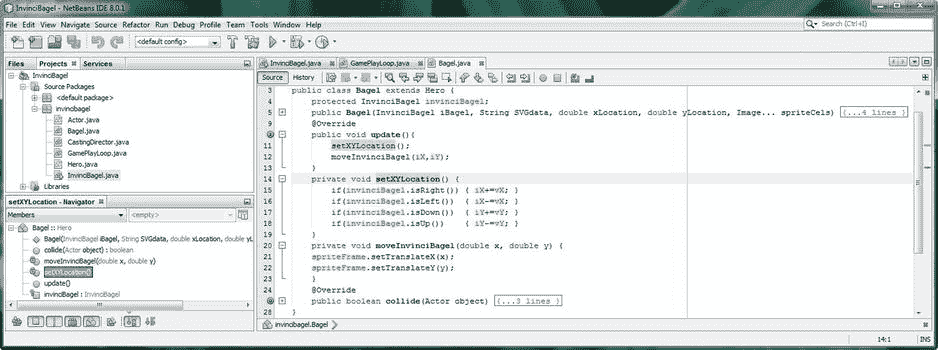 InvinciBagel - NetBeans IDE 8.0.1
File Edit View Navigate Source Refactor Run Debug Profile Team Tools Window Help
Search (Ctrl+I)
<default config>
Files Projects Services
InvinciBagel
Source Packages
<default package>
invincibagel
Actor.java
Bagel.java
CastingDirector.java
GamePlayLoop.java
Hero.java
InvinciBagel.java
Libraries
setXYLocation - Navigator
Members <empty>
Bagel :: Hero
Bagel(InvinciBagel iBagel, String SVGdata, double xLocation, double yL
collide(Actor object) : boolean
moveInvinciBagel(double x, double y)
setXYLocation()
update()
invinciBagel : InvinciBagel
InvinciBagel.java GamePlayLoop.java Bagel.java
Source History
3 public class Bagel extends Hero {
4 protected InvinciBagel invinciBagel;
5 public Bagel(InvinciBagel iBagel, String SVGdata, double xLocation, double yLocation, Image... spriteCels) {...4 lines }
9 @Override
public void update(){
11 setXYLocation();
12 moveInvinciBagel(iX,iY);
13 }
14 private void setXYLocation() {
15 if(invinciBagel.isRight()) { iX+=vX; }
16 if(invinciBagel.isLeft()) { iX-=vX; }
17 if(invinciBagel.isDown()) { iY+=vY; }
18 if(invinciBagel.isUp()) { iY-=vY; }
19 }
20 private void moveInvinciBagel(double x, double y) {
21 spriteFrame.setTranslateX(x);
22 spriteFrame.setTranslateY(y);
23 }
24 @Override
public boolean collide(Actor object) {...3 lines }
28 }
invincibagel.Bagel
14:1 INS